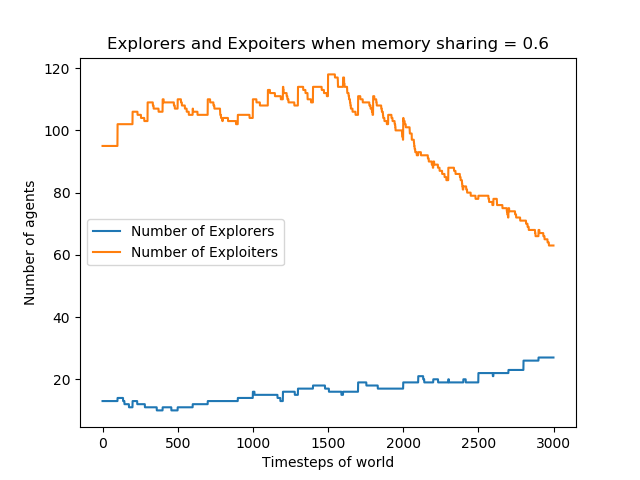 Explorers and Expoiters when memory sharing = 0.6
120
100
80
60
40
20
Number of agents
Number of Explorers
Number of Exploiters
0 500 1000 1500 2000 2500 3000
Timesteps of world